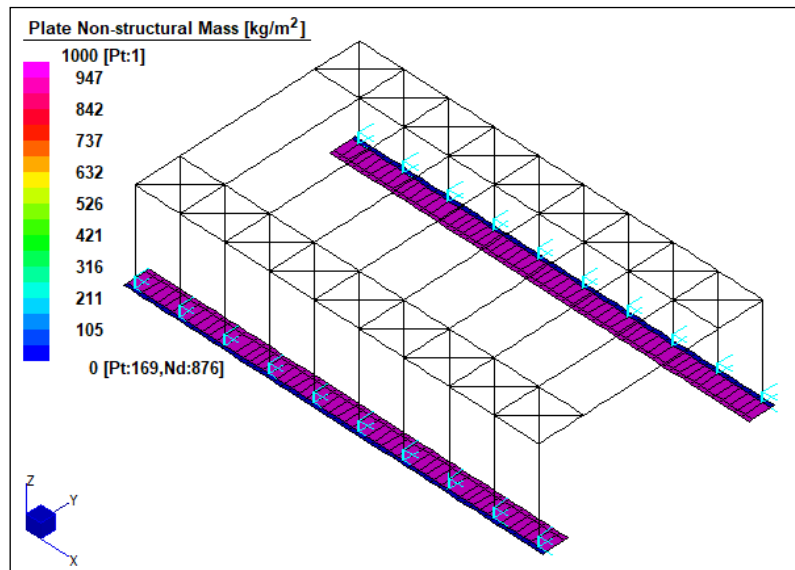 Plate Non-structural Mass [kg/m²]
1000 [Pt:1]
947
842
737
632
526
421
316
211
105
0 [Pt:169,Nd:876]
Z
Y
X